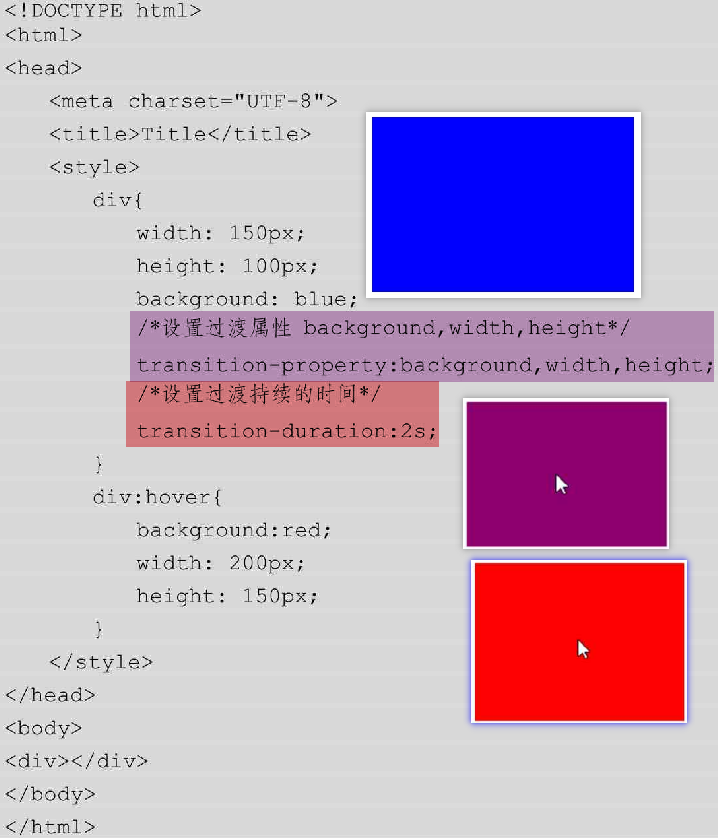 <!DOCTYPE html>
<html>
<head>
<meta charset="UTF-8">
<title>Title</title>
<style>
div{
width: 150px;
height: 100px;
background: blue;
/*设置过渡属性 background,width,height*/
transition-property:background,width,height;
/*设置过渡持续的时间*/
transition-duration:2s;
}
div:hover{
background:red;
width: 200px;
height: 150px;
}
</style>
</head>
<body>
<div></div>
</body>
</html>